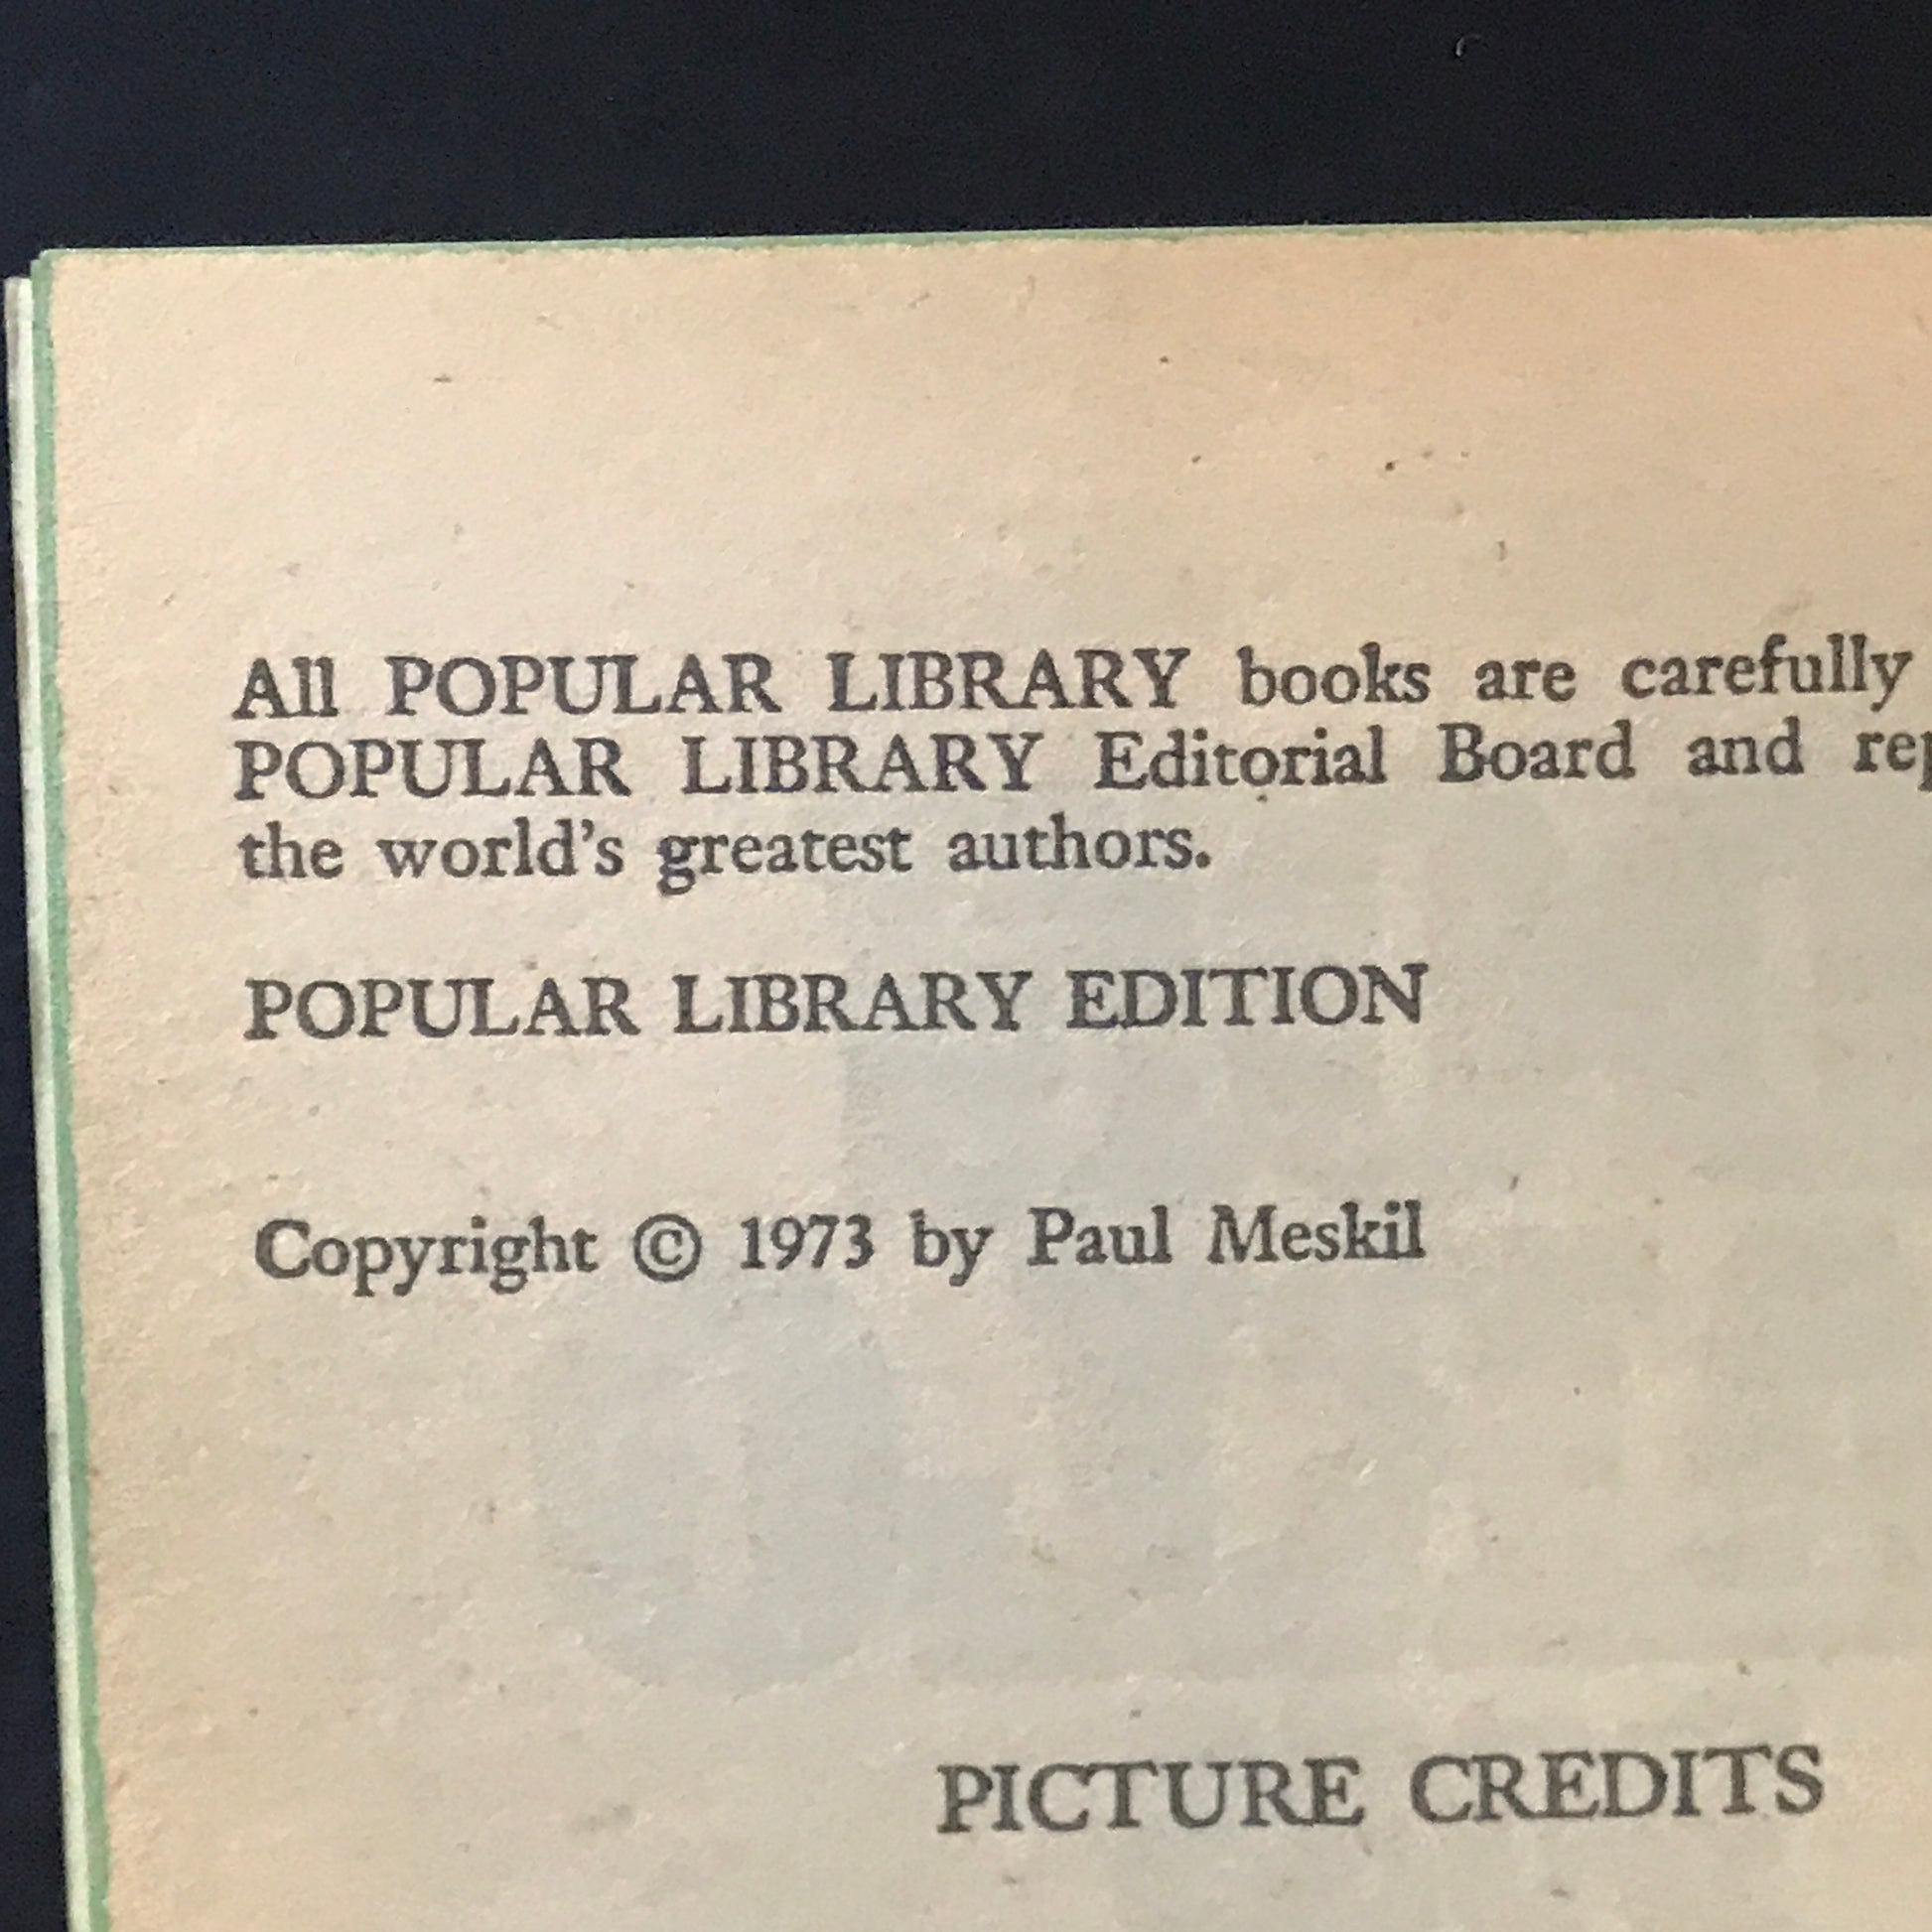 All POPULAR LIBRARY books are carefully
POPULAR LIBRARY Editorial Board and
the world's greatest authors.
POPULAR LIBRARY EDITION
Copyright © 1973 by Paul Meskil
PICTURE CREDITS